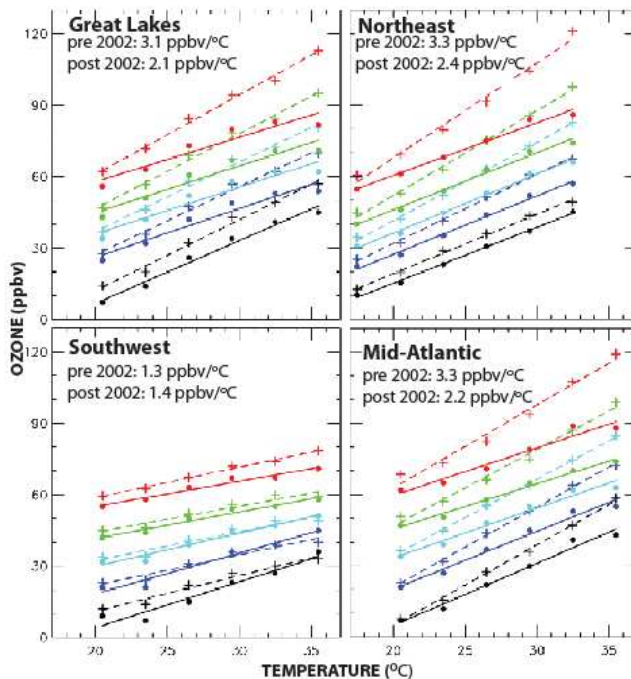 Great Lakes
pre 2002: 3.1 ppbv/°C
post 2002: 2.1 ppbv/°C
Northeast
pre 2002: 3.3 ppbv/°C
post 2002: 2.4 ppbv/°C
120
90
60
30
0
OZONE (ppbv)
Southwest
pre 2002: 1.3 ppbv/°C
post 2002: 1.4 ppbv/°C
Mid-Atlantic
pre 2002: 3.3 ppbv/°C
post 2002: 2.2 ppbv/°C
120
90
60
30
0
20 25 30 35 20 25 30 35
TEMPERATURE (°C)